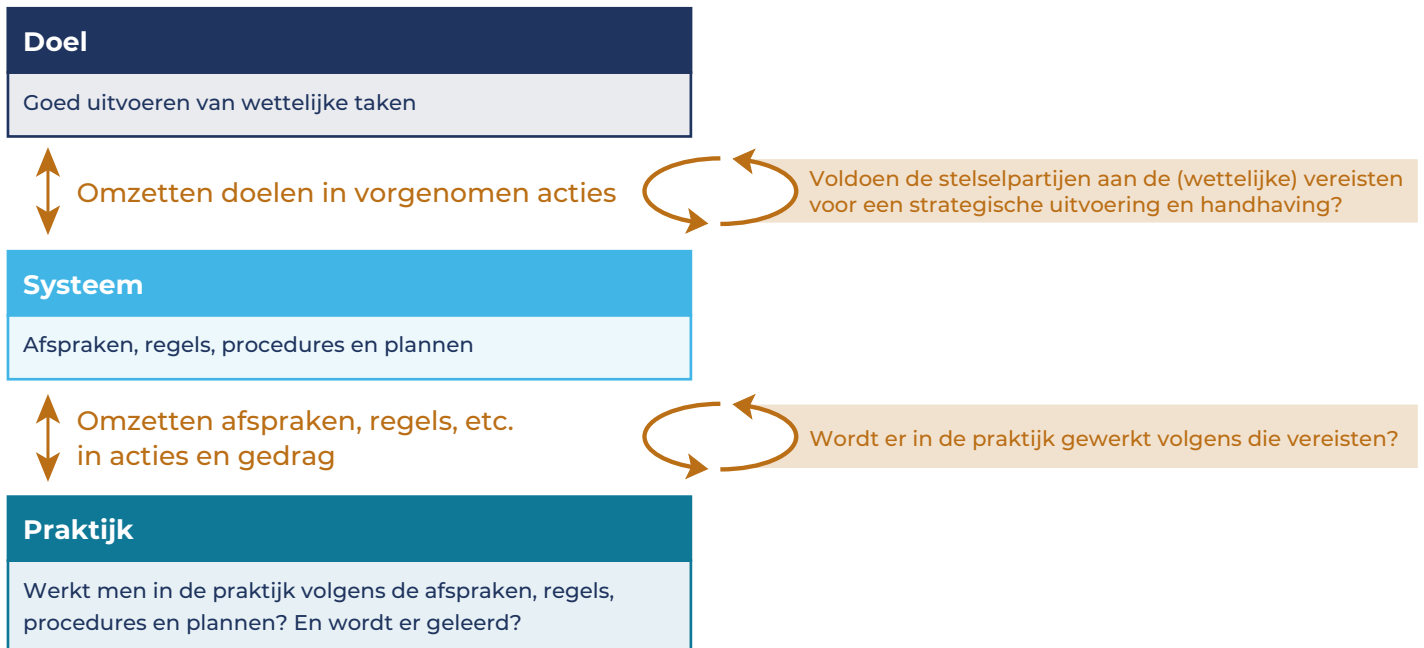 Doel
Goed uitvoeren van wettelijke taken
Omzetten doelen in vorgenomen acties
Voldoen de stelselpartijen aan de (wettelijke) vereisten
voor een strategische uitvoering en handhaving?
Systeem
Afspraken, regels, procedures en plannen
Omzetten afspraken, regels, etc.
in acties en gedrag
Wordt er in de praktijk gewerkt volgens die vereisten?
Praktijk
Werkt men in de praktijk volgens de afspraken, regels,
procedures en plannen? En wordt er geleerd?